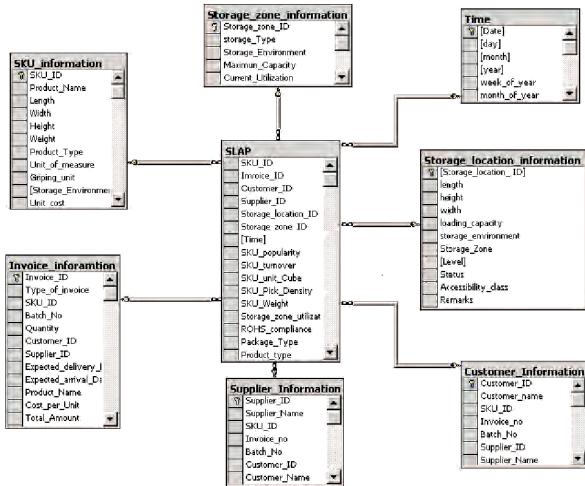 Storage_zone_information
Storage_zone_ID
storage_Type
Storage_Environment
Maximun_Capacity
Current_Utilization
Time
[Date]
[day]
[month]
[year]
week_of_year
month_of_year
SKU_information
SKU_ID
Product_Name
Length
Width
Height
Weight
Product_Type
Unit_of_measure
Griping_unit
[Storage_Environmen
Unit_cost
SLAP
SKU_ID
Invoice_ID
Customer_ID
Supplier_ID
Storage_location_ID
Storage_zone_ID
[Time]
SKU_popularity
SKU_turnover
SKU_unit_Cube
SKU_Pick_Density
SKU_Weight
Storage_zone_utilizat
ROHS_compliance
Package_Type
Product_type
Storage_location_information
[Storage_location_ID]
length
height
width
loading_capacity
storage_environment
Storage_Zone
[Level]
Status
Accessibility_class
Remarks
Invoice_inforamtion
Invoice_ID
Type_of_invoice
SKU_ID
Batch_No
Quantity
Customer_ID
Supplier_ID
Expected_delivery_
Expected_arrival_Da
Product_Name
Cost_per_Unit
Total_Amount
Supplier_Information
Supplier_ID
Supplier_Name
SKU_ID
Invoice_no
Batch_No
Customer_ID
Customer_Name
Customer_Information
Customer_ID
Customer_name
SKU_ID
Invoice_no
Batch_No
Supplier_ID
Supplier_Name